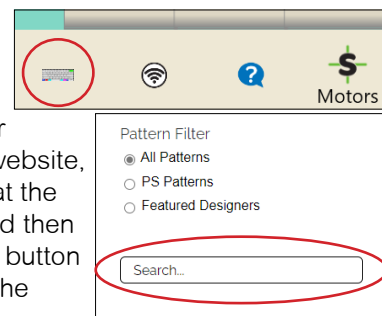 S
Motors
r
website,
at the
d then
button
he
Pattern Filter
All Patterns
PS Patterns
Featured Designers
Search...